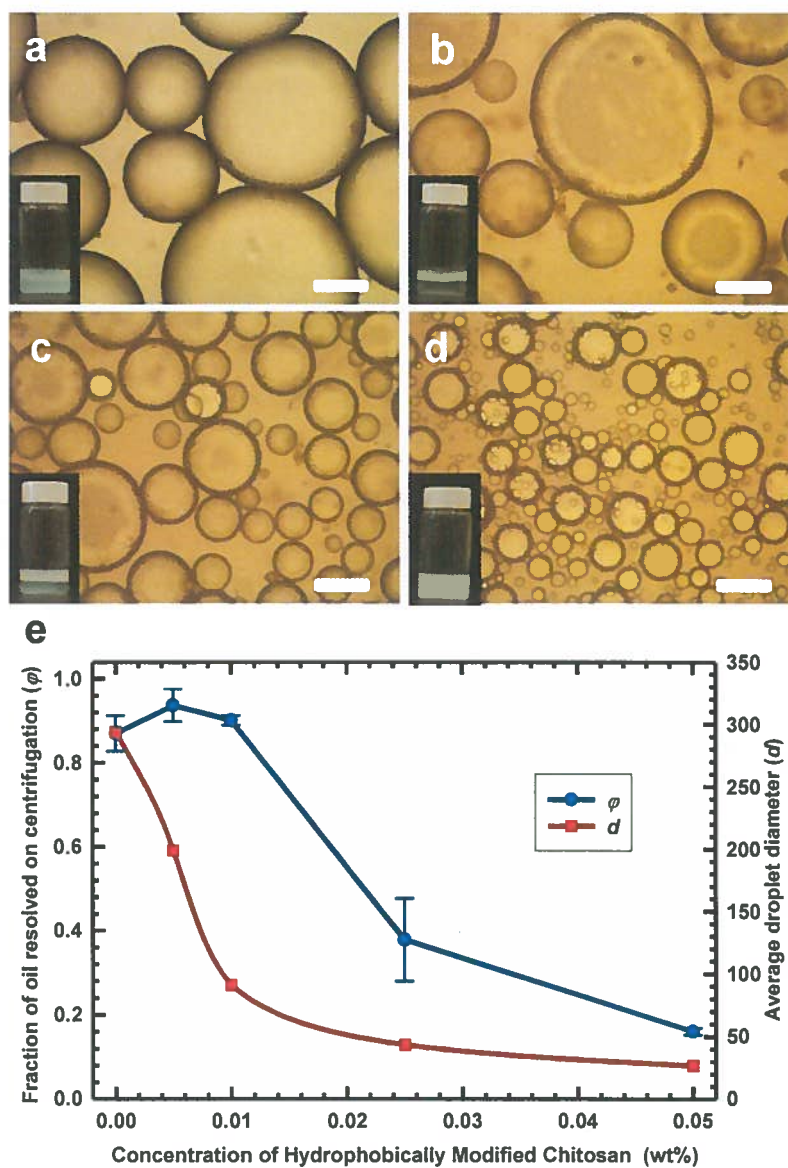 a
b
c
d
e
Fraction of oil resolved on centrifugation (φ)
1.0
0.8
0.6
0.4
0.2
0.0
0.00
0.01
0.02
0.03
0.04
0.05
Concentration of Hydrophobically Modified Chitosan (wt%)
350
300
250
200
150
100
50
0
Average droplet diameter (d)
φ
d